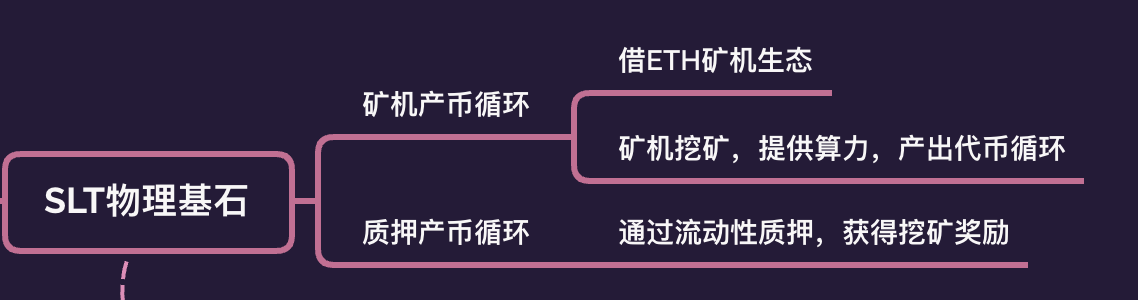 借ETH矿机生态
矿机产币循环
矿机挖矿，提供算力，产出代币循环
SLT物理基石
质押产币循环
通过流动性质押，获得挖矿奖励